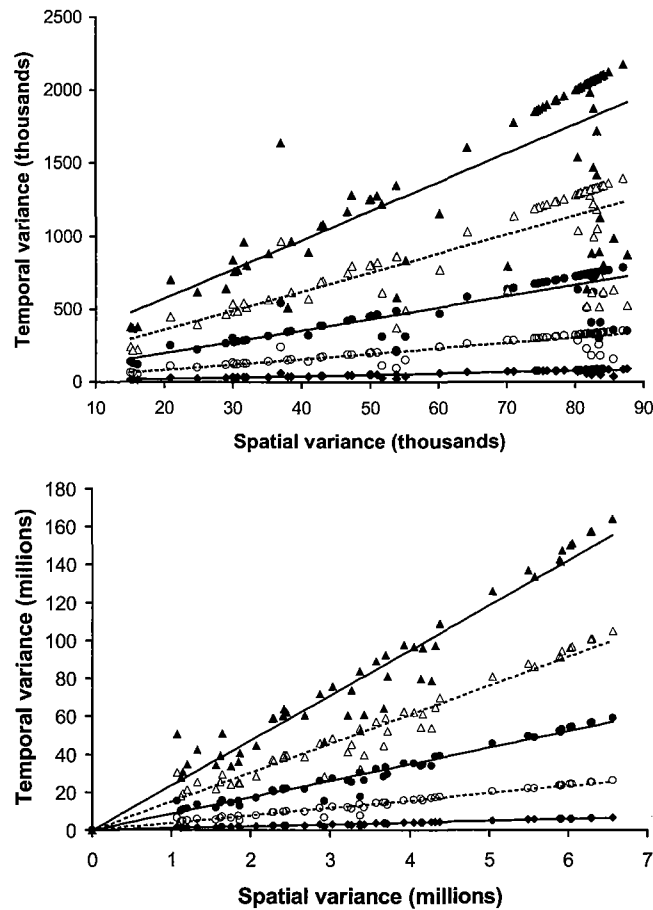 2500
2000
1500
1000
500
0
Temporal variance (thousands)
10 20 30 40 50 60 70 80 90
Spatial variance (thousands)
180
160
140
120
100
80
60
40
20
0
Temporal variance (millions)
0 1 2 3 4 5 6 7
Spatial variance (millions)